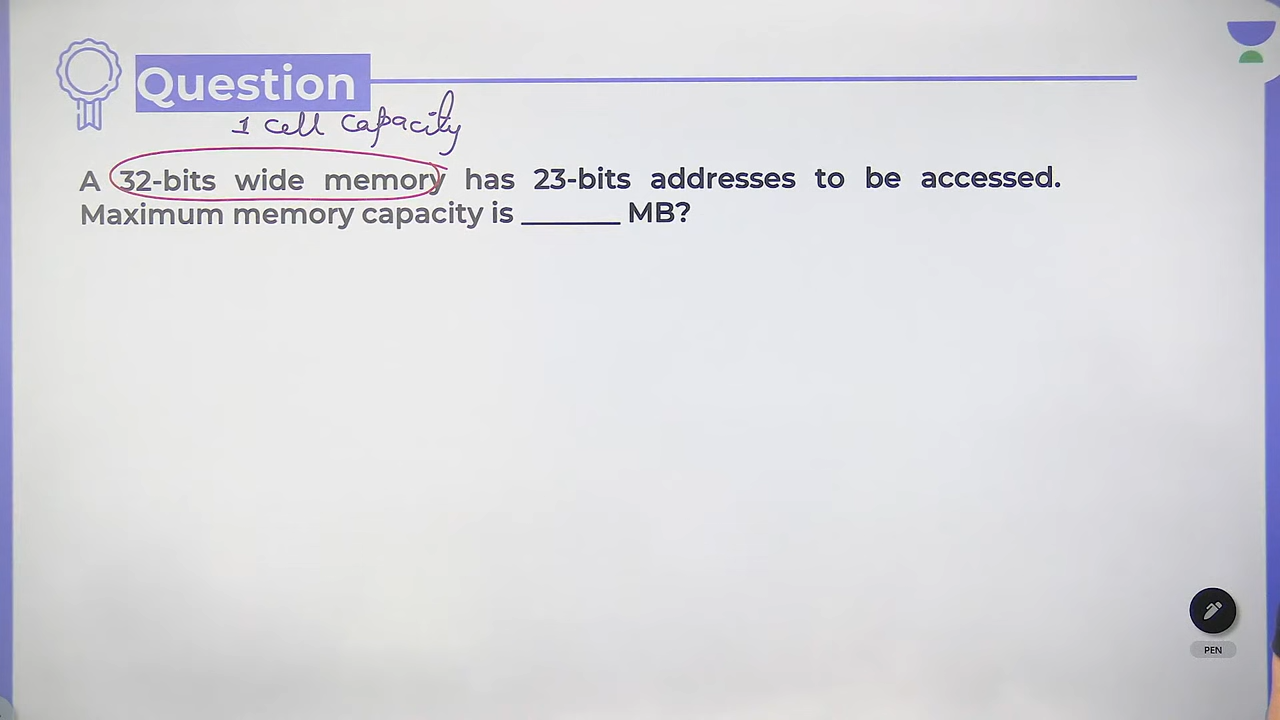 Question
1 cell capacity
A 32-bits wide memory has 23-bits addresses to be accessed.
Maximum memory capacity is _______ MB?
PEN